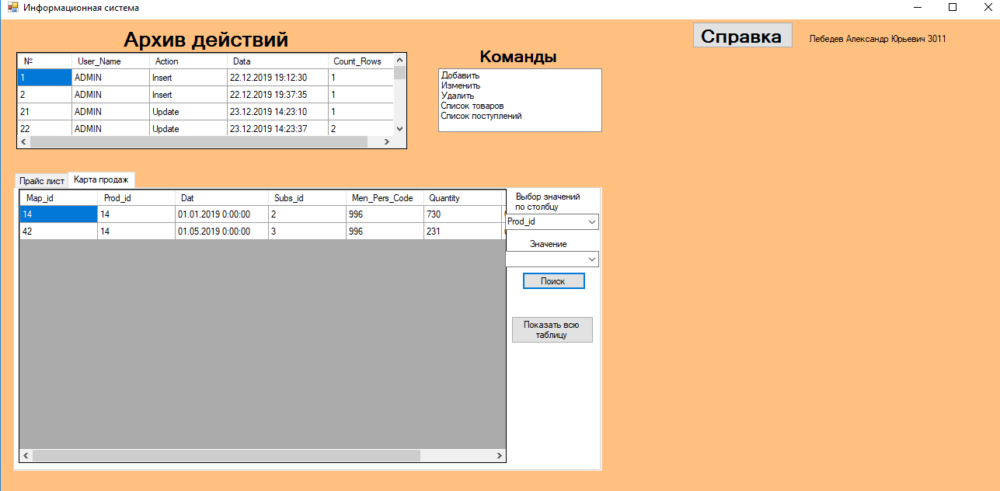 Информационная система
Архив действий
Справка
Лебедев Александр Юрьевич 3011
Команды
№ User_Name Action Data Count_Rows
1 ADMIN Insert 22.12.2019 19:12:30 1
2 ADMIN Insert 22.12.2019 19:37:35 1
21 ADMIN Update 23.12.2019 14:23:10 1
22 ADMIN Update 23.12.2019 14:23:37 2
Добавить
Изменить
Удалить
Список товаров
Список поступлений
Прайс лист Карта продаж
Map_id Prod_id Dat Subs_id Men_Pers_Code Quantity
14 14 01.01.2019 0:00:00 2 996 730
42 14 01.05.2019 0:00:00 3 996 231
Выбор значений
по столбцу
Prod_id
Значение
Поиск
Показать всю
таблицу